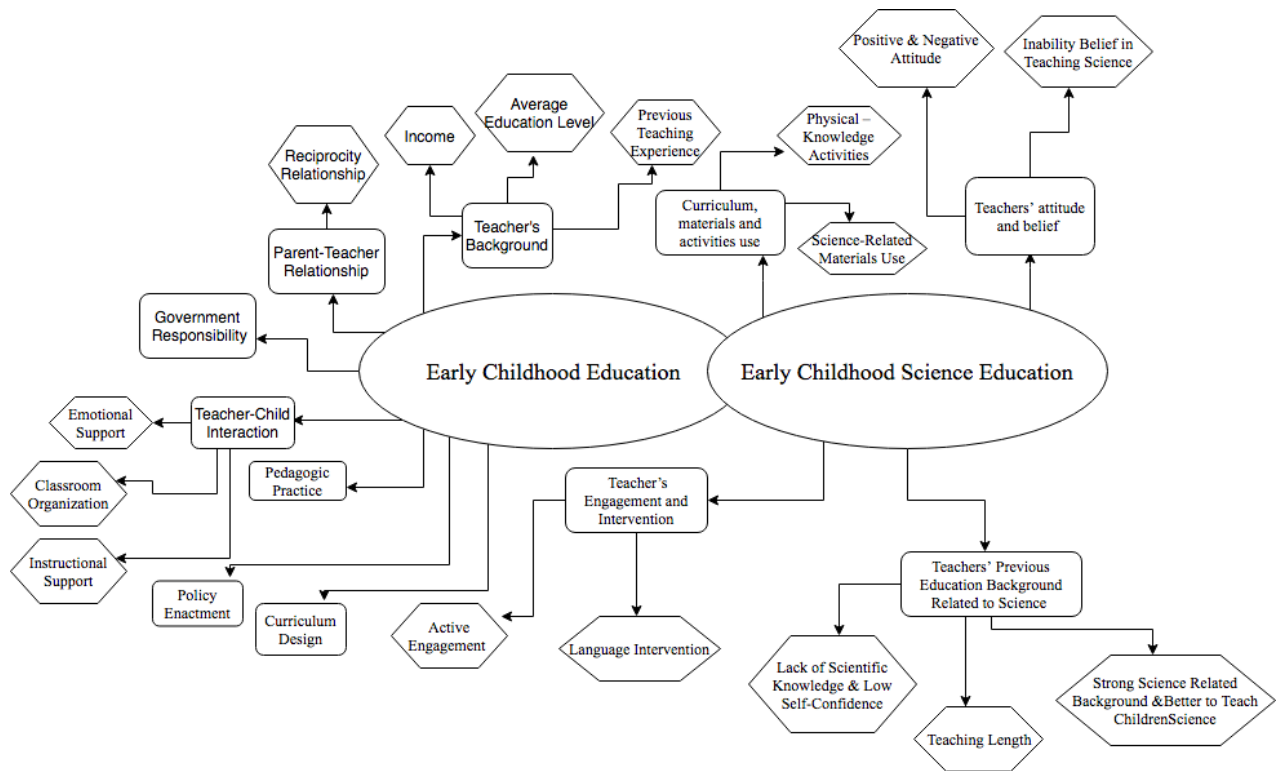 Positive & Negative
Attitude
Inability Belief in
Teaching Science
Average
Education Level
Income
Previous
Teaching
Experience
Physical –
Knowledge
Activities
Reciprocity
Relationship
Teacher's
Background
Curriculum,
materials and
activities use
Teachers’ attitude
and belief
Parent-Teacher
Relationship
Science-Related
Materials Use
Government
Responsibility
Early Childhood Education
Early Childhood Science Education
Emotional
Support
Teacher-Child
Interaction
Classroom
Organization
Pedagogic
Practice
Teacher’s
Engagement and
Intervention
Instructional
Support
Policy
Enactment
Curriculum
Design
Active
Engagement
Language Intervention
Teachers’ Previous
Education Background
Related to Science
Lack of Scientific
Knowledge & Low
Self-Confidence
Teaching Length
Strong Science Related
Background &Better to Teach
ChildrenScience